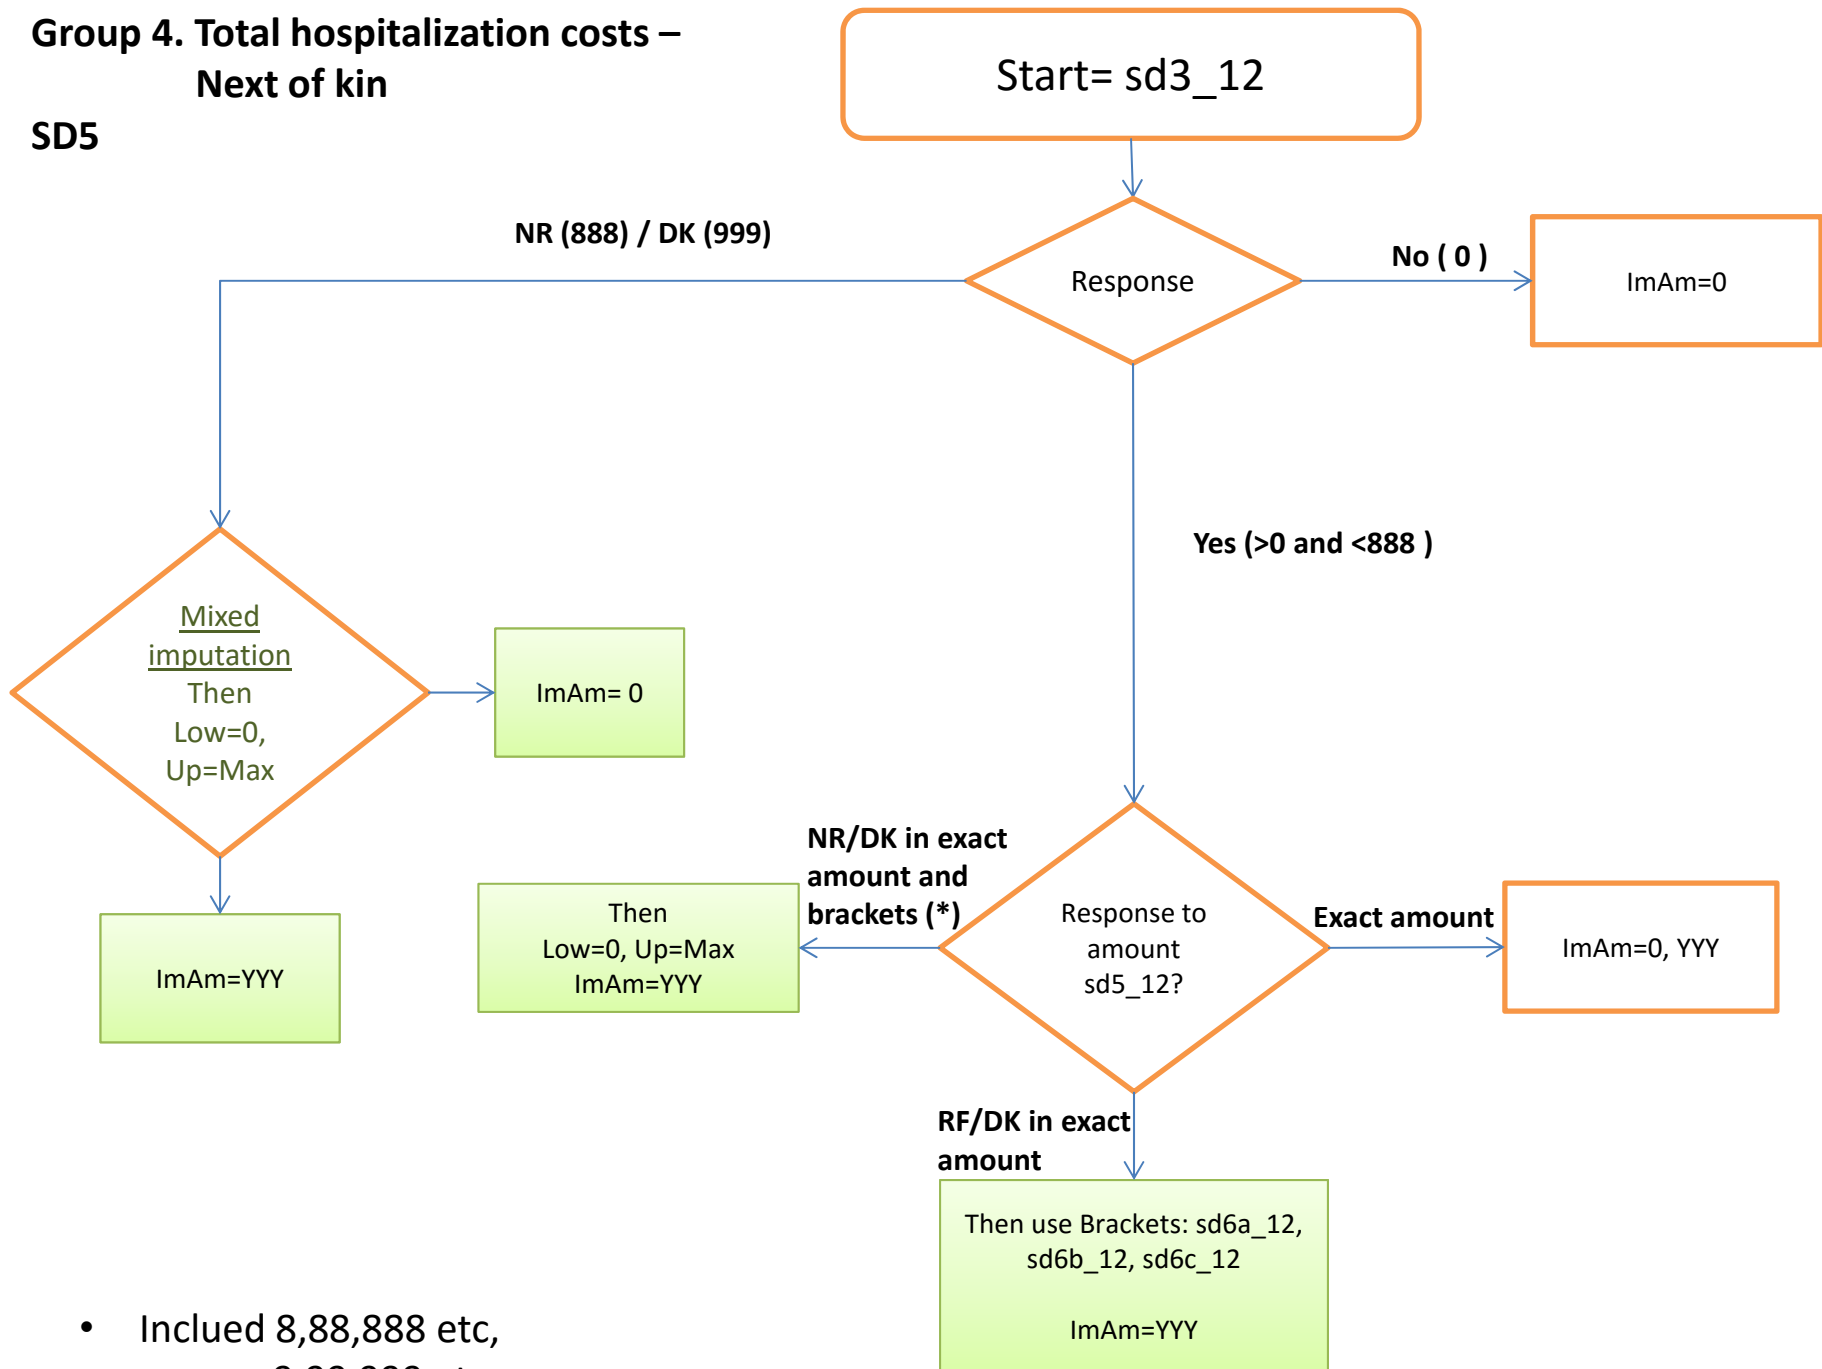 Group 4. Total hospitalization costs –
Next of kin
SD5
Start= sd3_12
NR (888) / DK (999)
Response
No ( 0 )
ImAm=0
Yes (>0 and <888 )
Mixed
imputation
Then
Low=0,
Up=Max
ImAm= 0
ImAm=YYY
NR/DK in exact
amount and
brackets (*)
Then
Low=0, Up=Max
ImAm=YYY
Response to
amount
sd5_12?
Exact amount
ImAm=0, YYY
RF/DK in exact
amount
Then use Brackets: sd6a_12,
sd6b_12, sd6c_12
ImAm=YYY
• Inclued 8,88,888 etc,